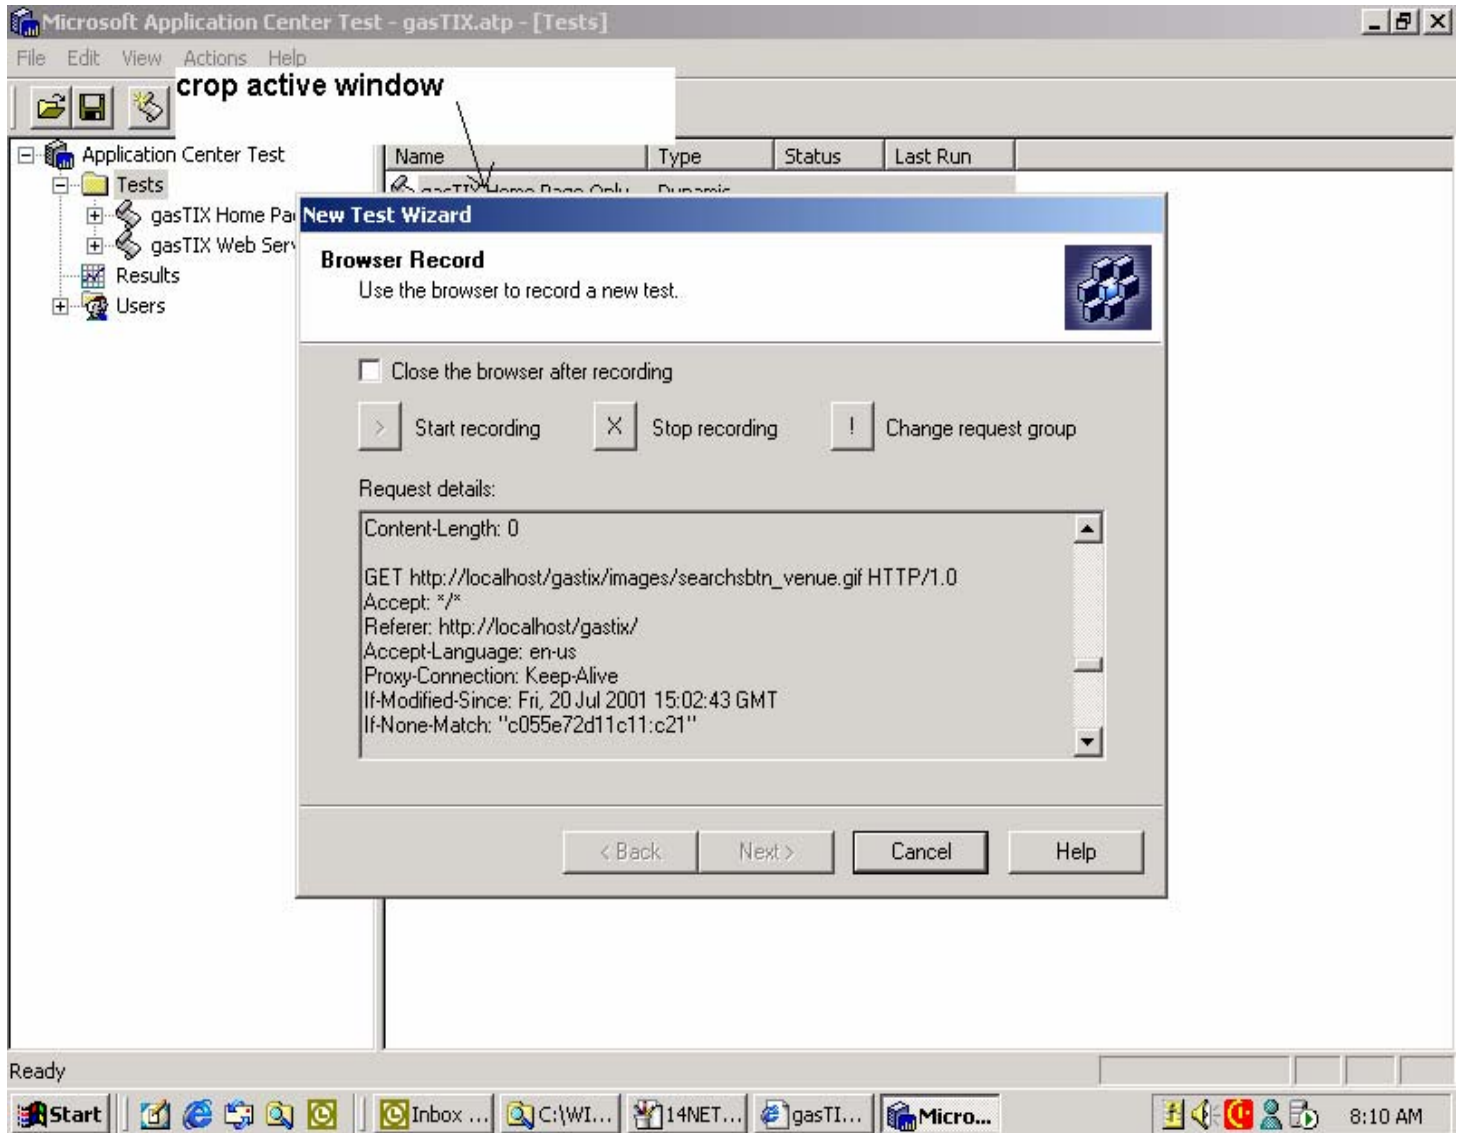 Microsoft Application Center Test - gasTIX.atp - [Tests]
File Edit View Actions Help
crop active window
Application Center Test
Tests
gasTIX Home Pa
gasTIX Web Serv
Results
Users
Name Type Status Last Run
gasTIX Home Page Only Dynamic
New Test Wizard
Browser Record
Use the browser to record a new test.
Close the browser after recording
> Start recording X Stop recording ! Change request group
Request details:
Content-Length: 0
GET http://localhost/gastix/images/searchsbtn_venue.gif HTTP/1.0
Accept: */*
Referer: http://localhost/gastix/
Accept-Language: en-us
Proxy-Connection: Keep-Alive
If-Modified-Since: Fri, 20 Jul 2001 15:02:43 GMT
If-None-Match: "c055e72d11c11:c21"
< Back Next > Cancel Help
Ready
Start Inbox ... C:\WI... 14NET... gasTI... Micro... 8:10 AM